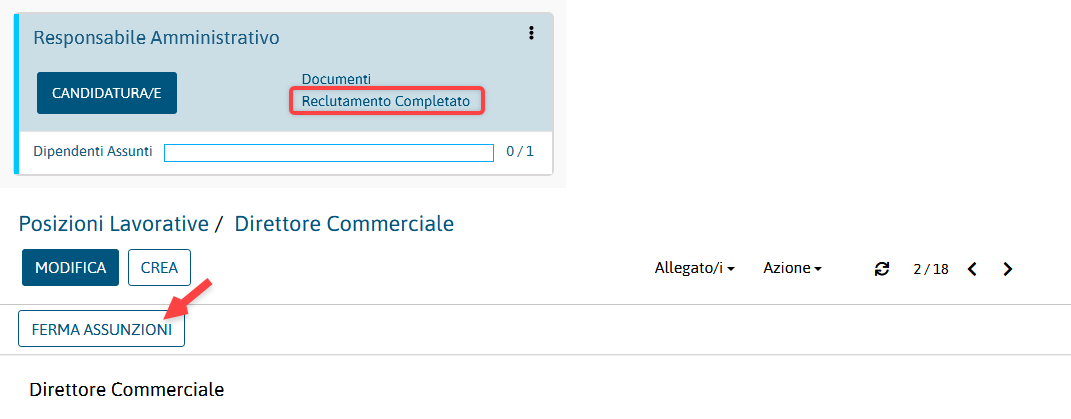 Responsabile Amministrativo
CANDIDATURA/E
Documenti
Reclutamento Completato
Dipendenti Assunti 0 / 1
Posizioni Lavorative / Direttore Commerciale
MODIFICA CREA Allegato/i Azione 2 / 18
FERMA ASSUNZIONI
Direttore Commerciale